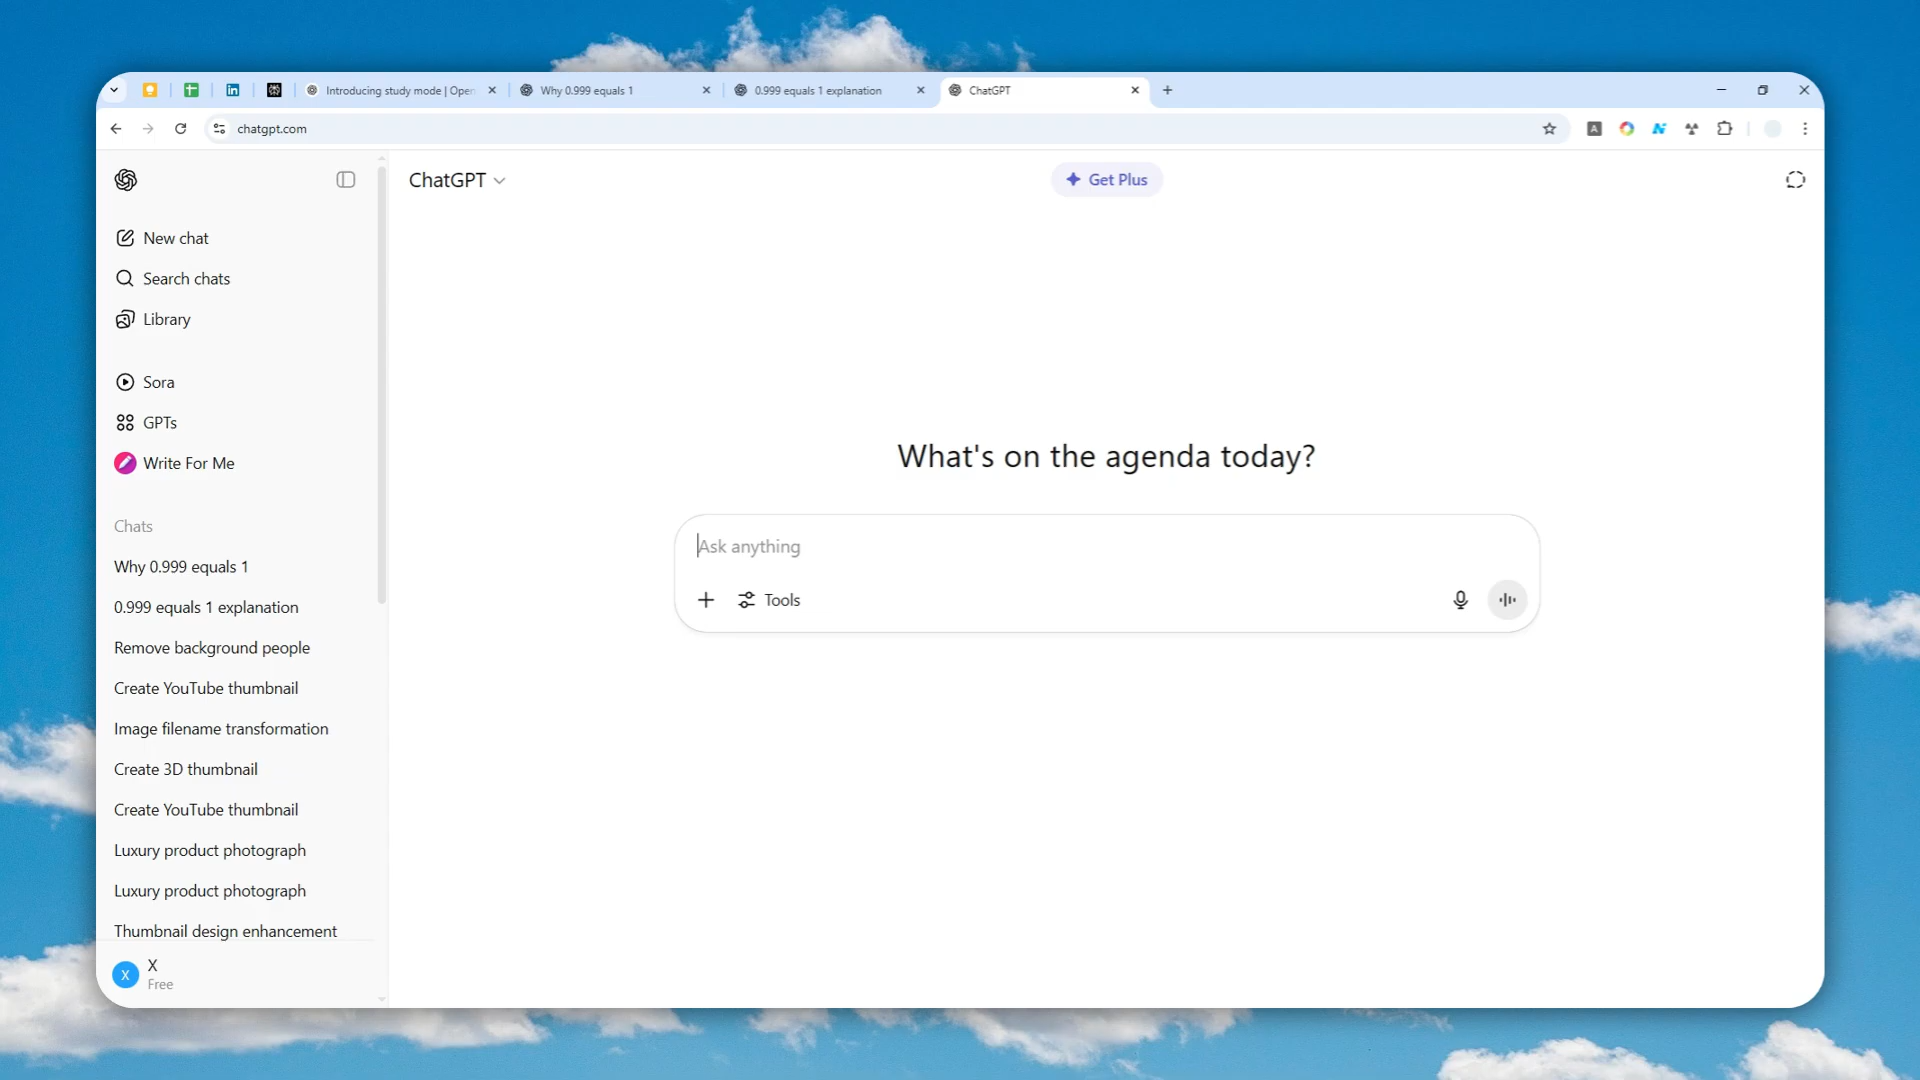 Introducing study mode | Open
Why 0.999 equals 1
0.999 equals 1 explanation
ChatGPT
chatgpt.com
ChatGPT
Get Plus
New chat
Search chats
Library
Sora
GPTs
Write For Me
Chats
Why 0.999 equals 1
0.999 equals 1 explanation
Remove background people
Create YouTube thumbnail
Image filename transformation
Create 3D thumbnail
Create YouTube thumbnail
Luxury product photograph
Luxury product photograph
Thumbnail design enhancement
X
X
Free
What's on the agenda today?
Ask anything
Tools